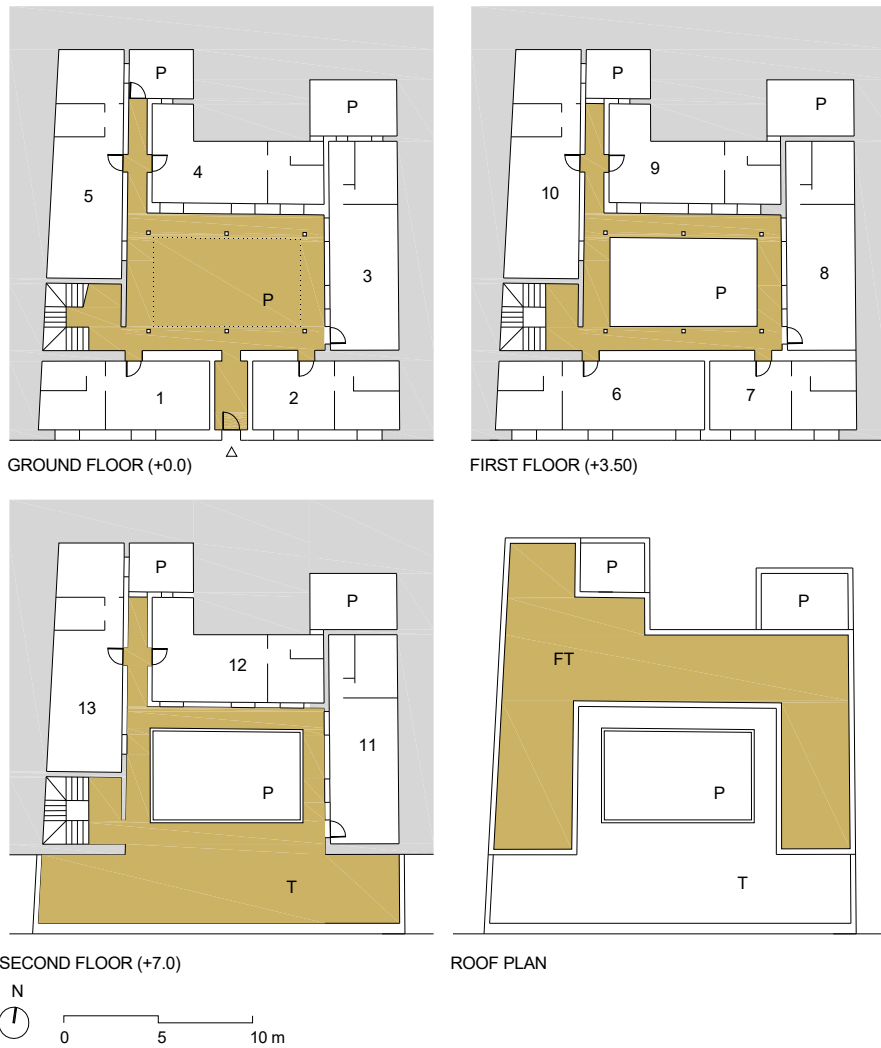 P
P
4
5
3
P
1
2
GROUND FLOOR (+0.0)
P
P
9
10
8
P
6
7
FIRST FLOOR (+3.50)
P
P
12
13
11
P
T
SECOND FLOOR (+7.0)
P
P
FT
P
T
ROOF PLAN
N
0 5 10 m